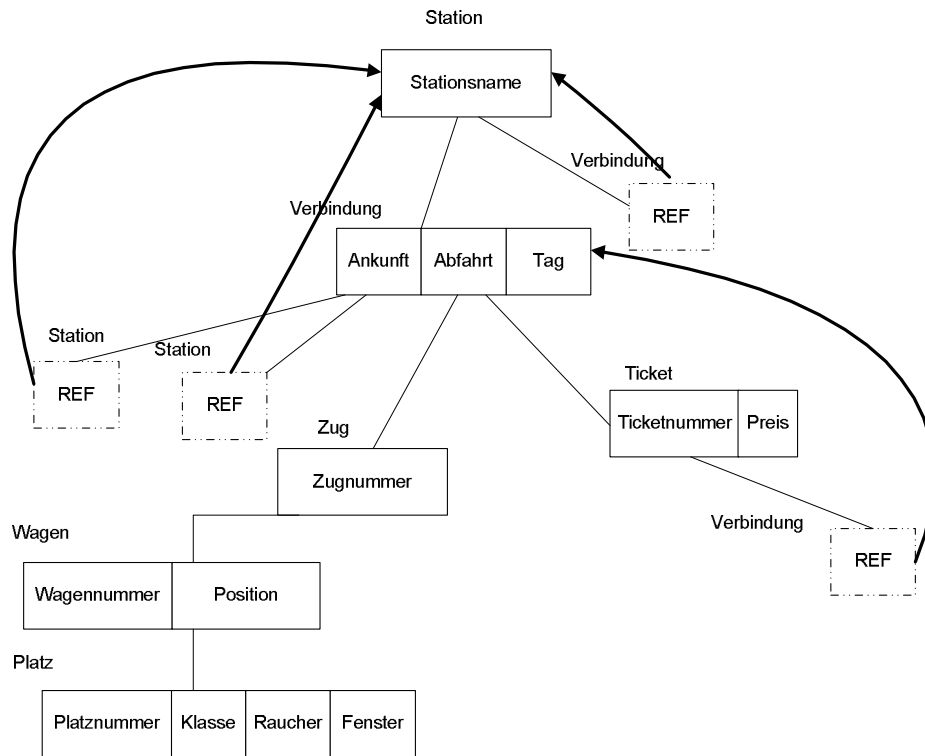 Station
Stationsname
Verbindung
REF
Verbindung
Ankunft Abfahrt Tag
Station
REF
Station
REF
Ticket
Ticketnummer Preis
Zug
Zugnummer
Verbindung
REF
Wagen
Wagennummer Position
Platz
Platznummer Klasse Raucher Fenster